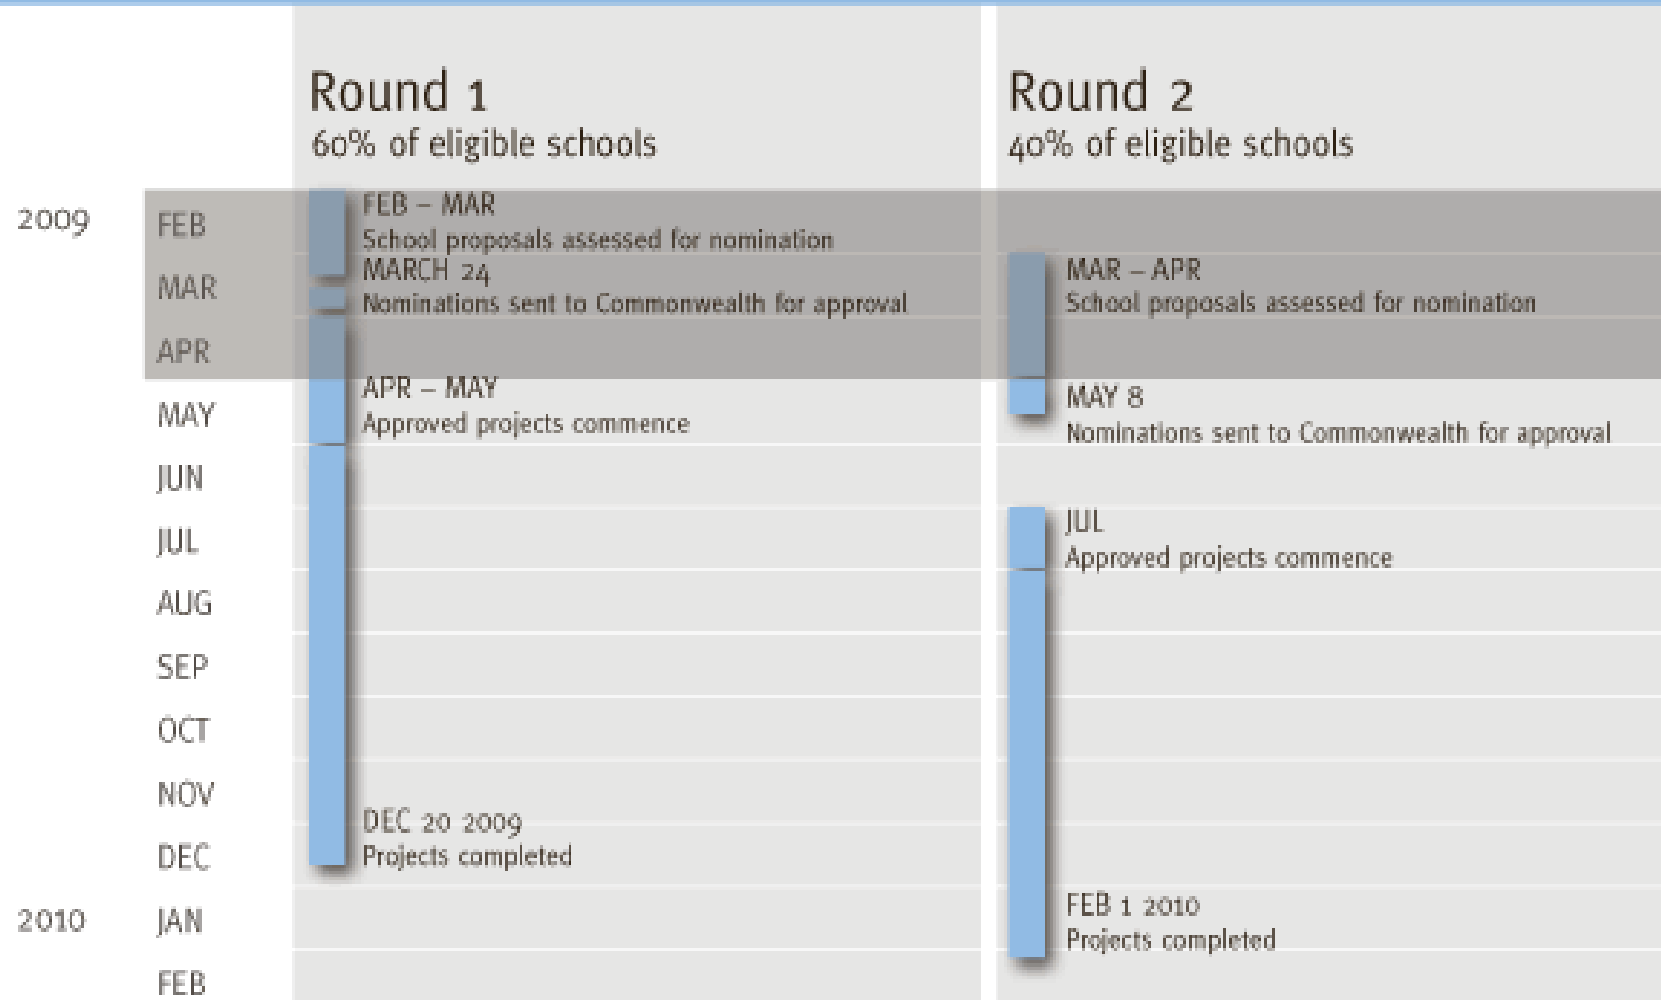 Round 1
60% of eligible schools
Round 2
40% of eligible schools
2009
FEB
MAR
APR
MAY
JUN
JUL
AUG
SEP
OCT
NOV
DEC
2010
JAN
FEB
FEB – MAR
School proposals assessed for nomination
MARCH 24
Nominations sent to Commonwealth for approval
APR – MAY
Approved projects commence
DEC 20 2009
Projects completed
MAR – APR
School proposals assessed for nomination
MAY 8
Nominations sent to Commonwealth for approval
JUL
Approved projects commence
FEB 1 2010
Projects completed